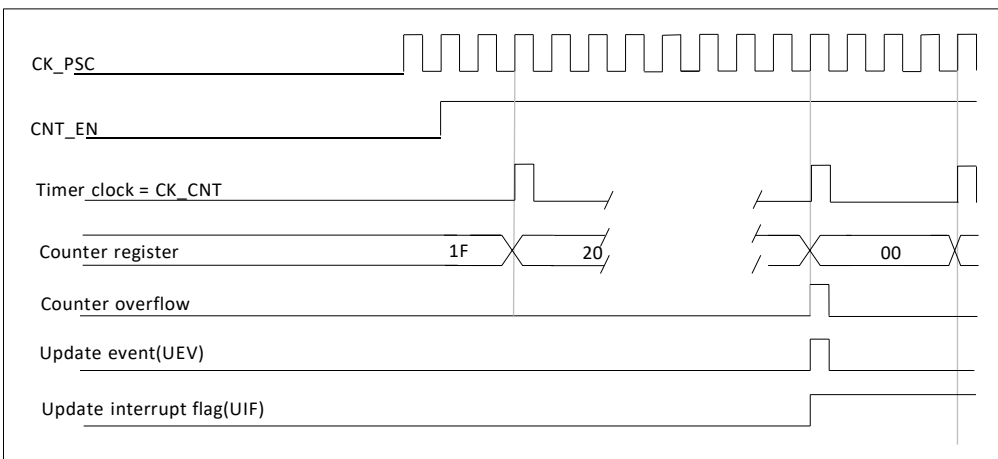 CK_PSC
CNT_EN
Timer clock = CK_CNT
Counter register 1F 20 00
Counter overflow
Update event(UEV)
Update interrupt flag(UIF)